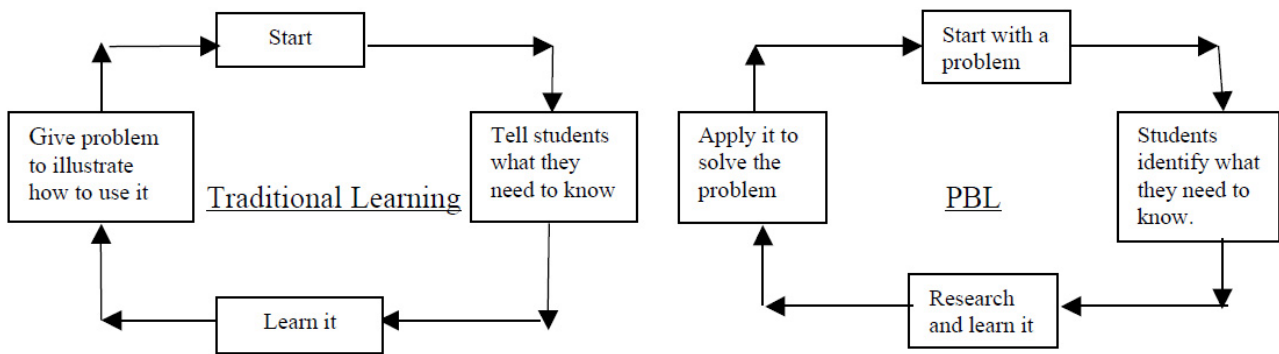 Start
Give problem
to illustrate
how to use it
Traditional Learning
Tell students
what they
need to know
Learn it
Start with a
problem
Apply it to
solve the
problem
PBL
Students
identify what
they need to
know.
Research
and learn it